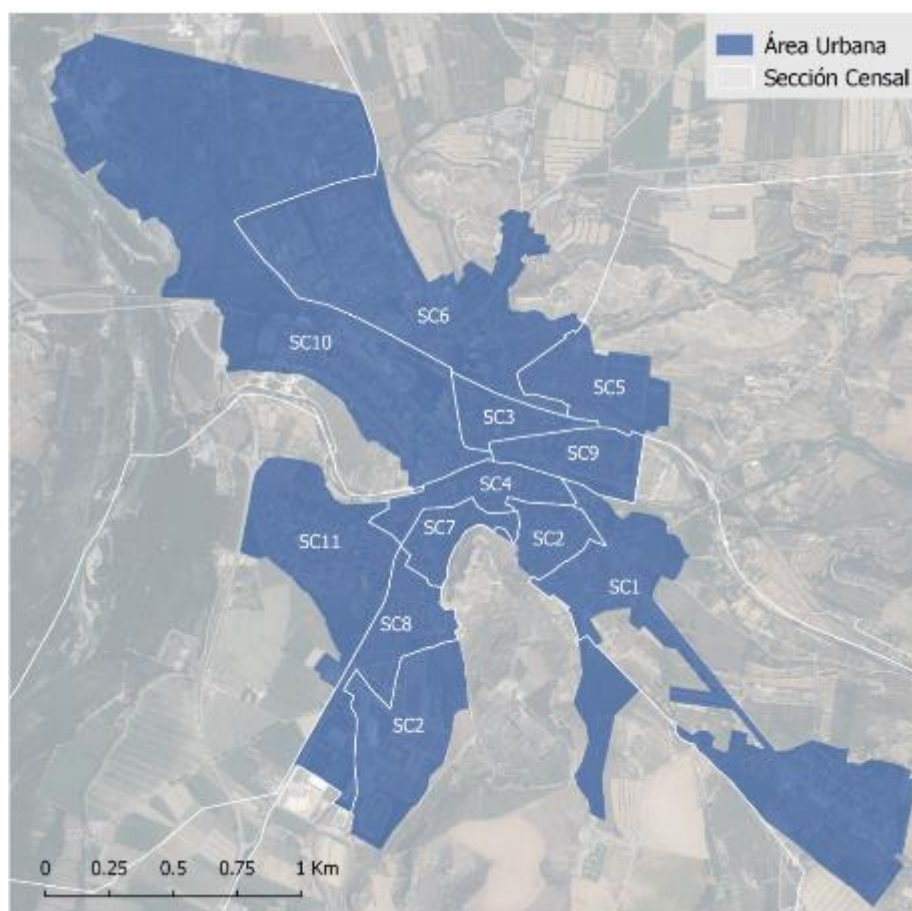 Área Urbana
Sección Censal
SC6
SC10
SC5
SC3
SC9
SC4
SC7
SC2
SC11
SC1
SC8
SC2
0 0.25 0.5 0.75 1 Km